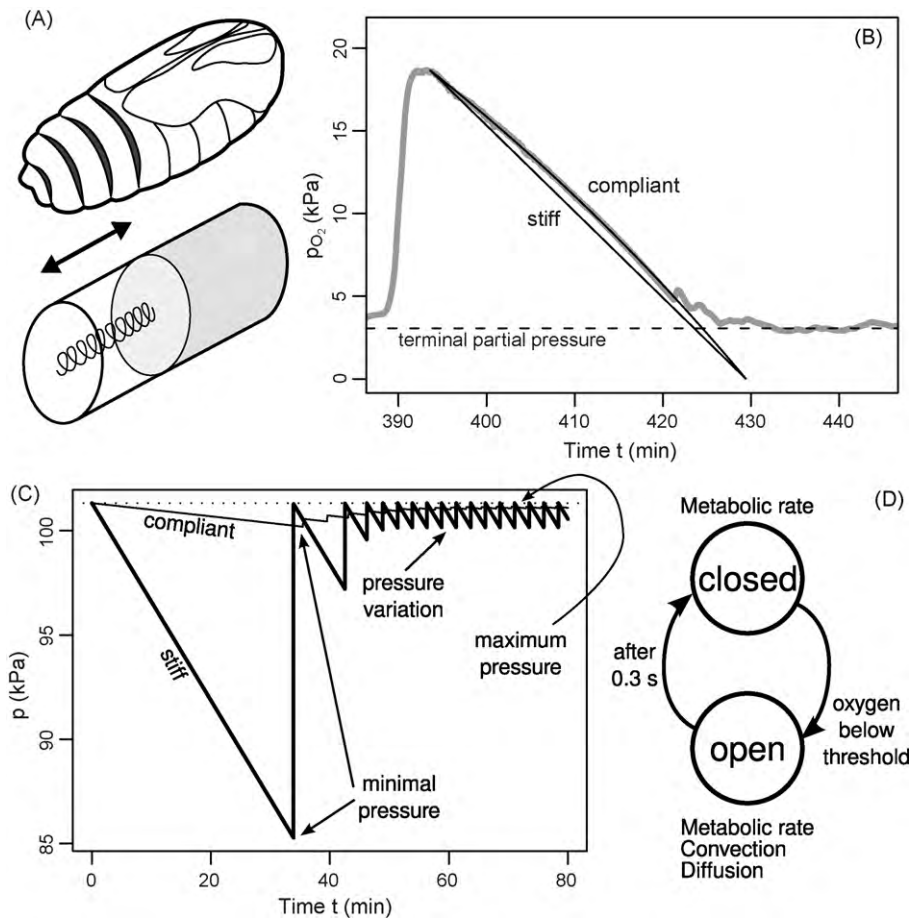 (A)
(B)
20
15
10
5
0
pO₂ (kPa)
compliant
stiff
terminal partial pressure
390 400 410 420 430 440
Time t (min)
(C)
100
95
90
85
p (kPa)
compliant
stiff
pressure
variation
maximum
pressure
minimal
pressure
0 20 40 60 80
Time t (min)
(D)
Metabolic rate
closed
after
0.3 s
oxygen
below
threshold
open
Metabolic rate
Convection
Diffusion